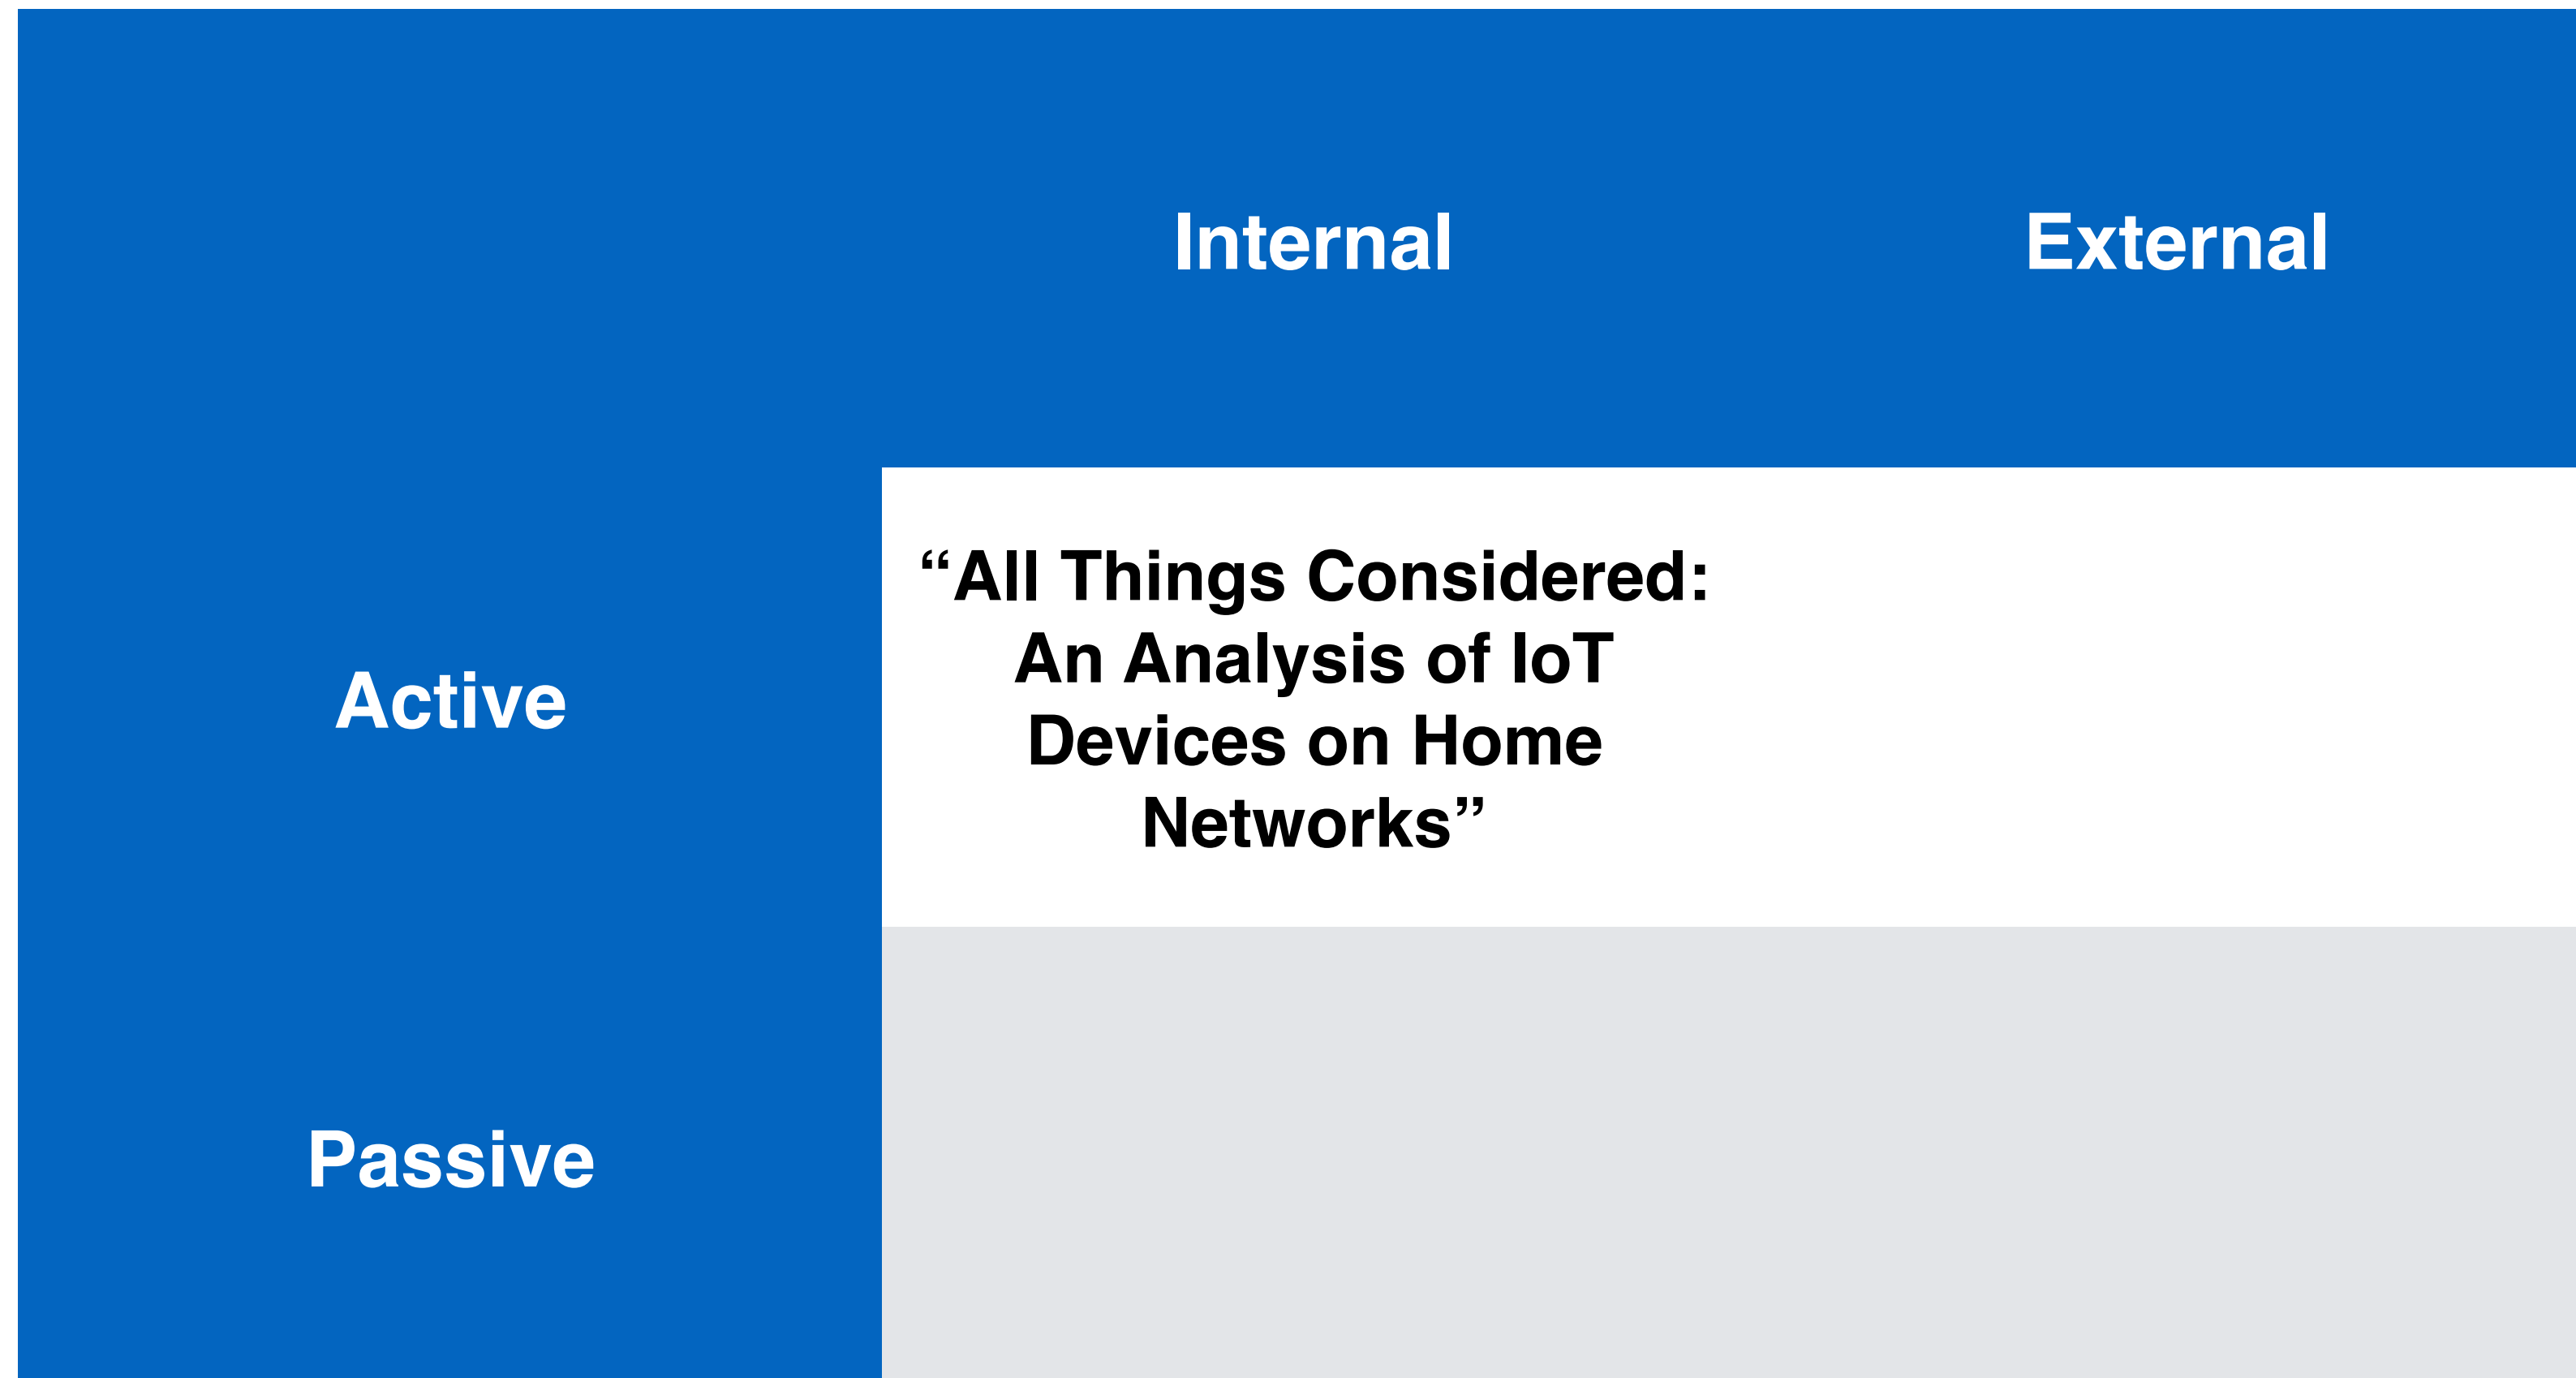 Internal
External
Active
“All Things Considered:
An Analysis of IoT
Devices on Home
Networks”
Passive